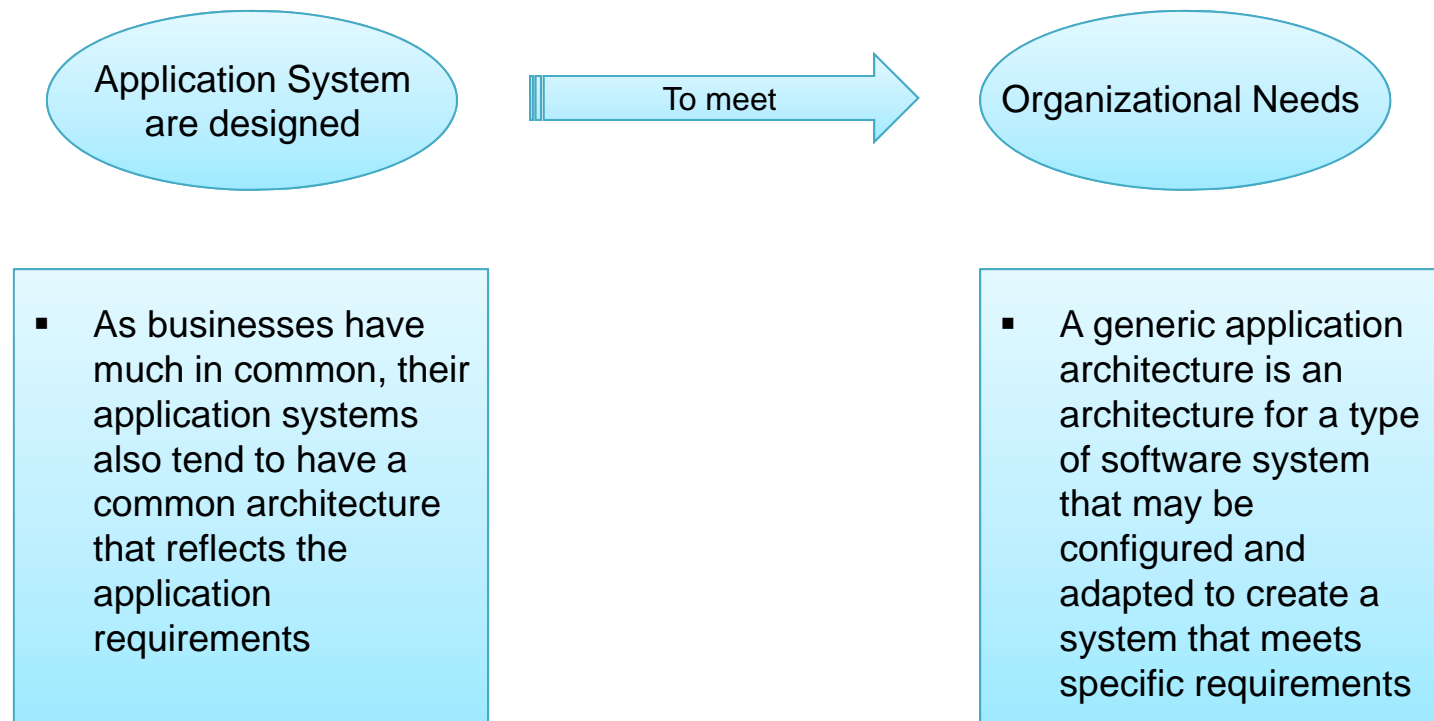 Application System
are designed
To meet
Organizational Needs
▪ As businesses have
much in common, their
application systems
also tend to have a
common architecture
that reflects the
application
requirements
▪ A generic application
architecture is an
architecture for a type
of software system
that may be
configured and
adapted to create a
system that meets
specific requirements